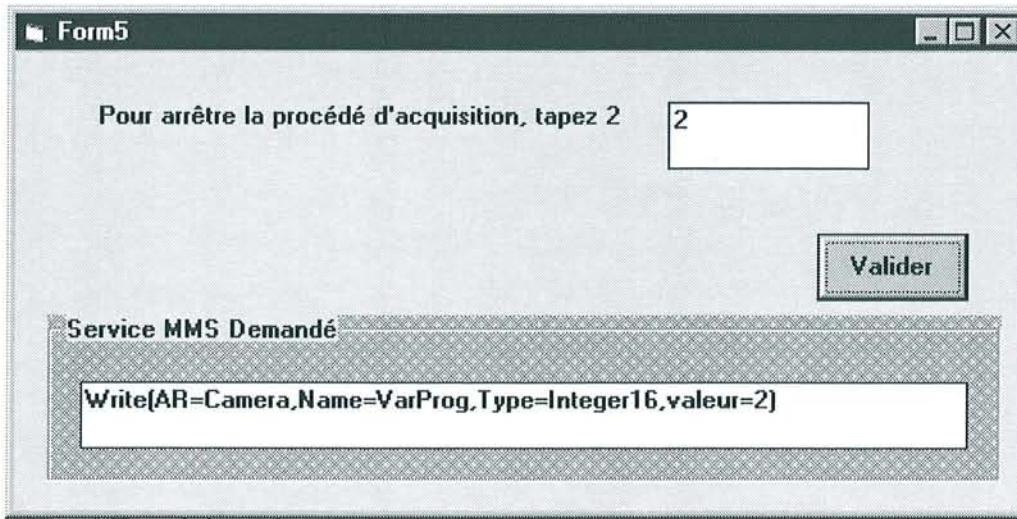 Form5
Pour arrêtre la procédé d'acquisition, tapez 2
2
Valider
Service MMS Demandé
Write(AR=Camera,Name=VarProg,Type=Integer16,valeur=2)